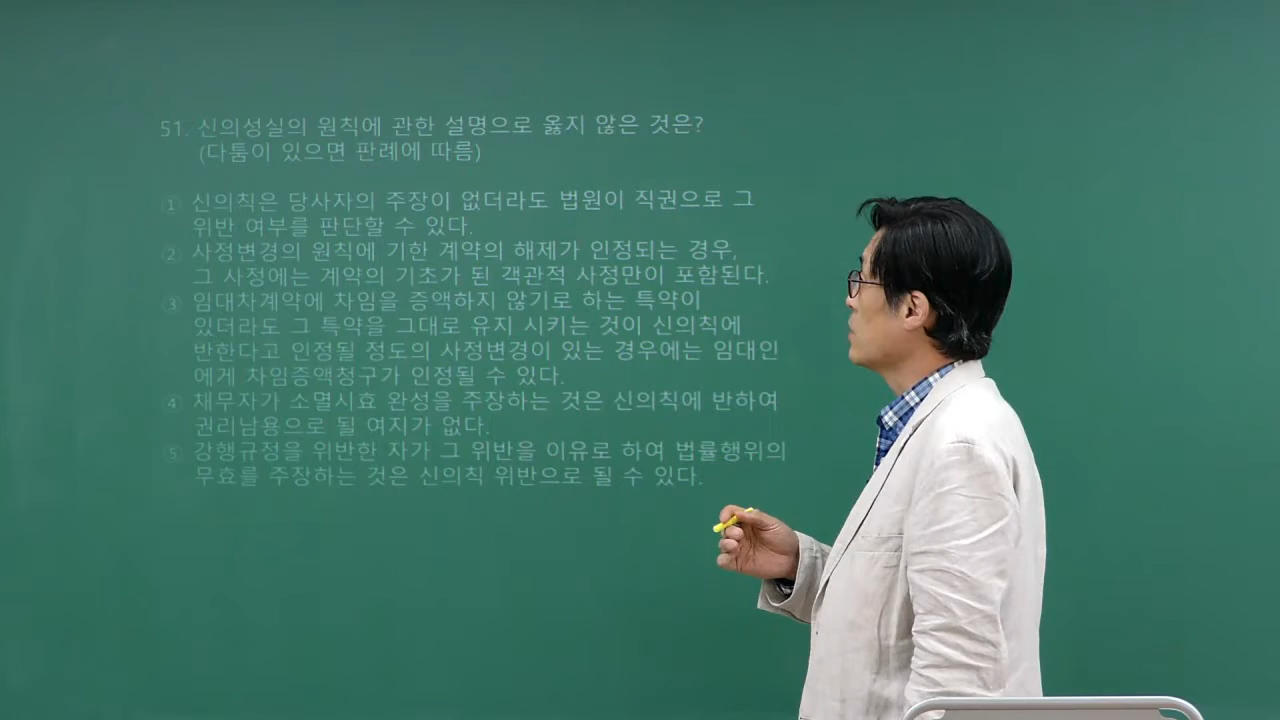 51. 신의성실의 원칙에 관한 설명으로 옳지 않은 것은?
(다툼이 있으면 판례에 따름)
① 신의칙은 당사자의 주장이 없더라도 법원이 직권으로 그
위반 여부를 판단할 수 있다.
② 사정변경의 원칙에 기한 계약의 해제가 인정되는 경우,
그 사정에는 계약의 기초가 된 객관적 사정만이 포함된다.
③ 임대차계약에 차임을 증액하지 않기로 하는 특약이
있더라도 그 특약을 그대로 유지 시키는 것이 신의칙에
반한다고 인정될 정도의 사정변경이 있는 경우에는 임대인
에게 차임증액청구가 인정될 수 있다.
④ 채무자가 소멸시효 완성을 주장하는 것은 신의칙에 반하여
권리남용으로 될 여지가 없다.
⑤ 강행규정을 위반한 자가 그 위반을 이유로 하여 법률행위의
무효를 주장하는 것은 신의칙 위반으로 될 수 있다.